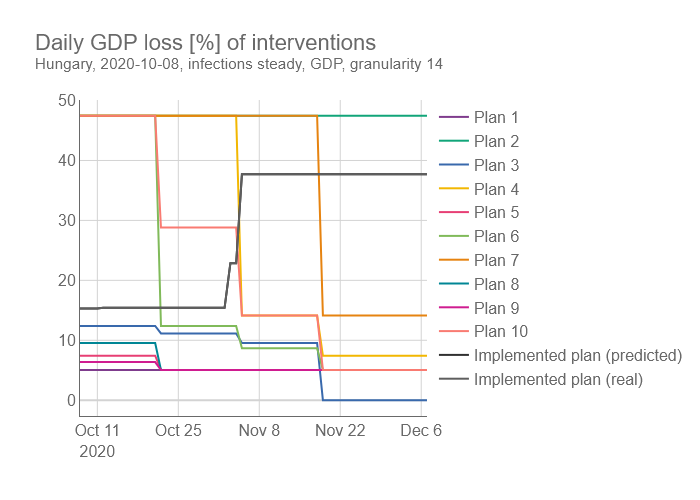 Daily GDP loss [%] of interventions
Hungary, 2020-10-08, infections steady, GDP, granularity 14
50
40
30
20
10
0
Oct 11
2020
Oct 25
Nov 8
Nov 22
Dec 6
Plan 1
Plan 2
Plan 3
Plan 4
Plan 5
Plan 6
Plan 7
Plan 8
Plan 9
Plan 10
Implemented plan (predicted)
Implemented plan (real)